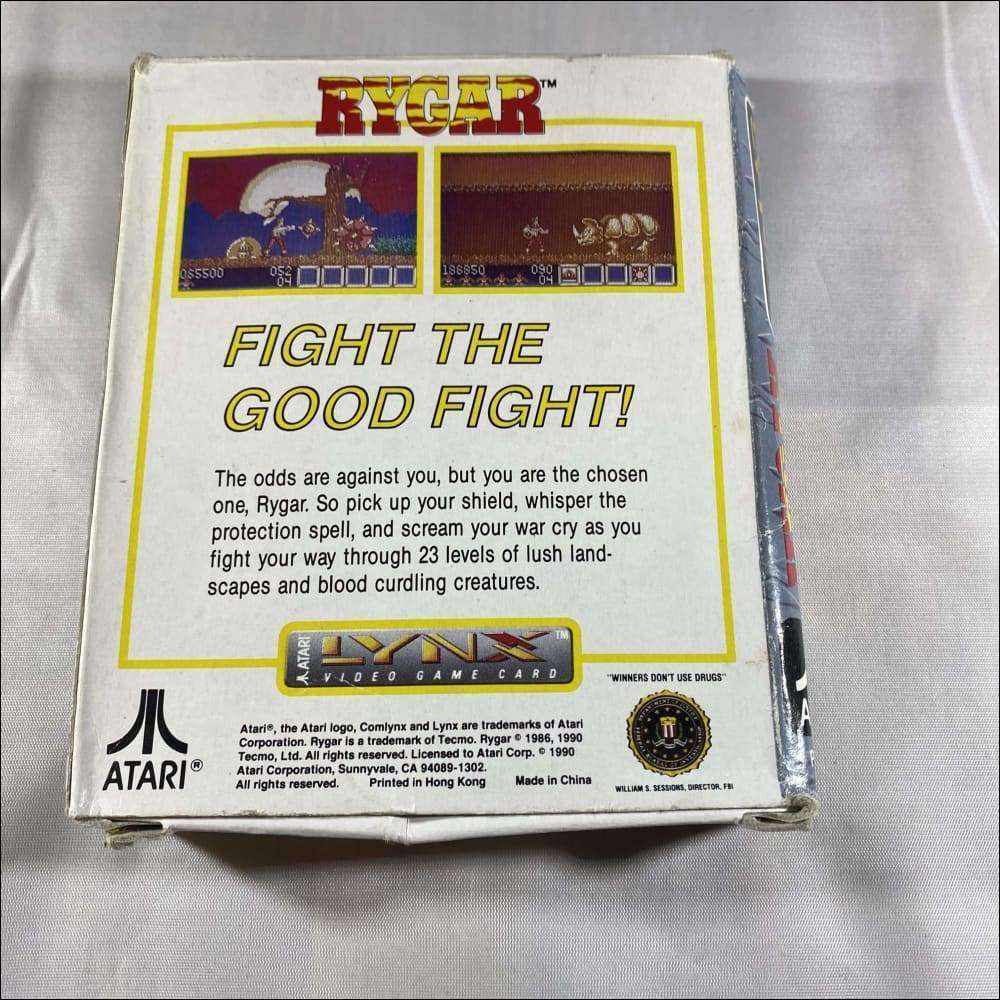 RYGAR™
065500 052
04
186850 090
04
FIGHT THE
GOOD FIGHT!
The odds are against you, but you are the chosen
one, Rygar. So pick up your shield, whisper the
protection spell, and scream your war cry as you
fight your way through 23 levels of lush land-
scapes and blood curdling creatures.
ATARI LYNX™
VIDEO GAME CARD
"WINNERS DON'T USE DRUGS"
ATARI®
Atari®, the Atari logo, Comlynx and Lynx are trademarks of Atari
Corporation. Rygar is a trademark of Tecmo. Rygar © 1986, 1990
Tecmo, Ltd. All rights reserved. Licensed to Atari Corp. © 1990
Atari Corporation, Sunnyvale, CA 94089-1302.
All rights reserved. Printed in Hong Kong Made in China
WILLIAM S. SESSIONS, DIRECTOR, FBI